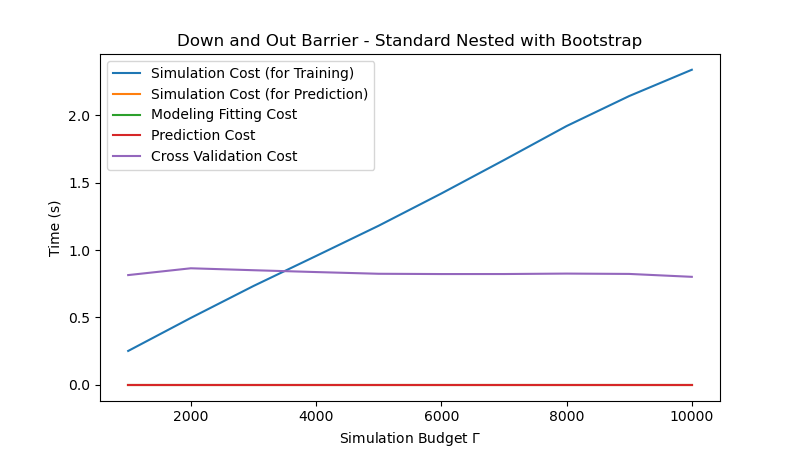 Down and Out Barrier - Standard Nested with Bootstrap
Simulation Cost (for Training)
Simulation Cost (for Prediction)
Modeling Fitting Cost
Prediction Cost
Cross Validation Cost
Time (s)
2.0
1.5
1.0
0.5
0.0
2000 4000 6000 8000 10000
Simulation Budget Γ